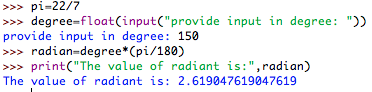 >>> pi=22/7
>>> degree=float(input("provide input in degree: "))
provide input in degree: 150
>>> radian=degree*(pi/180)
>>> print("The value of radiant is:",radian)
The value of radiant is: 2.619047619047619